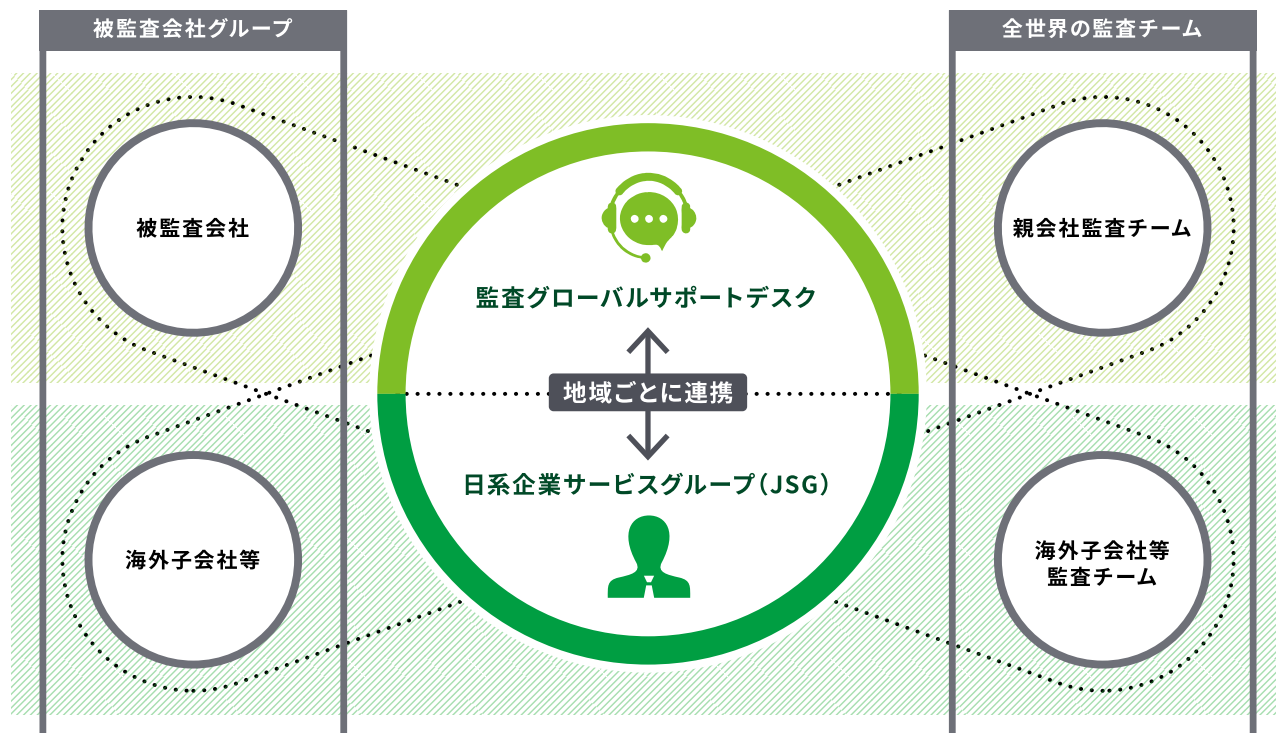 被監査会社グループ
全世界の監査チーム
被監査会社
親会社監査チーム
監査グローバルサポートデスク
地域ごとに連携
日系企業サービスグループ（JSG）
海外子会社等
海外子会社等
監査チーム